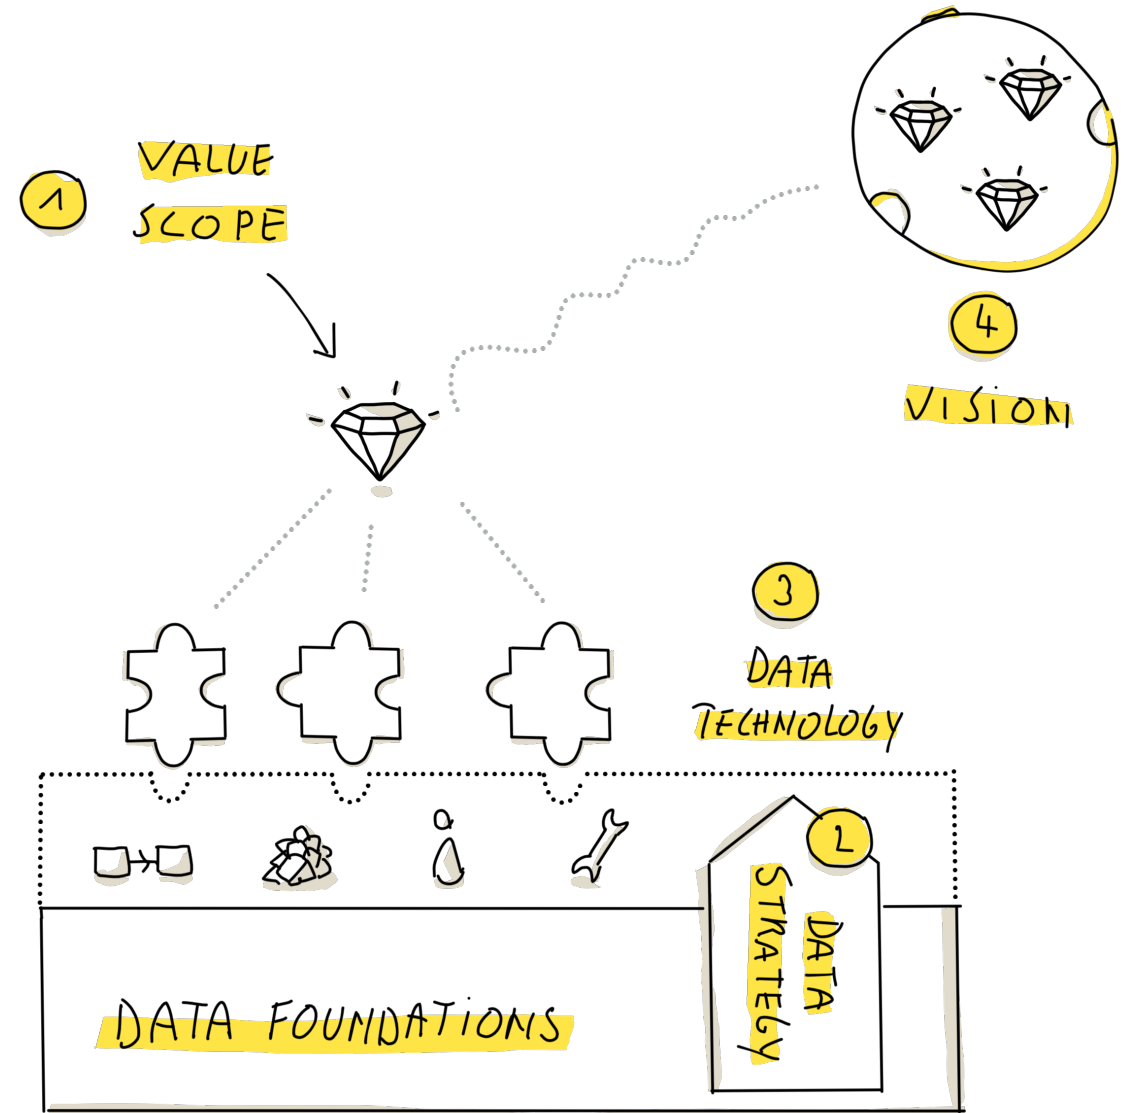 1
VALUE
SCOPE
4
VISION
3
DATA
TECHNOLOGY
2
DATA
STRATEGY
DATA FOUNDATIONS